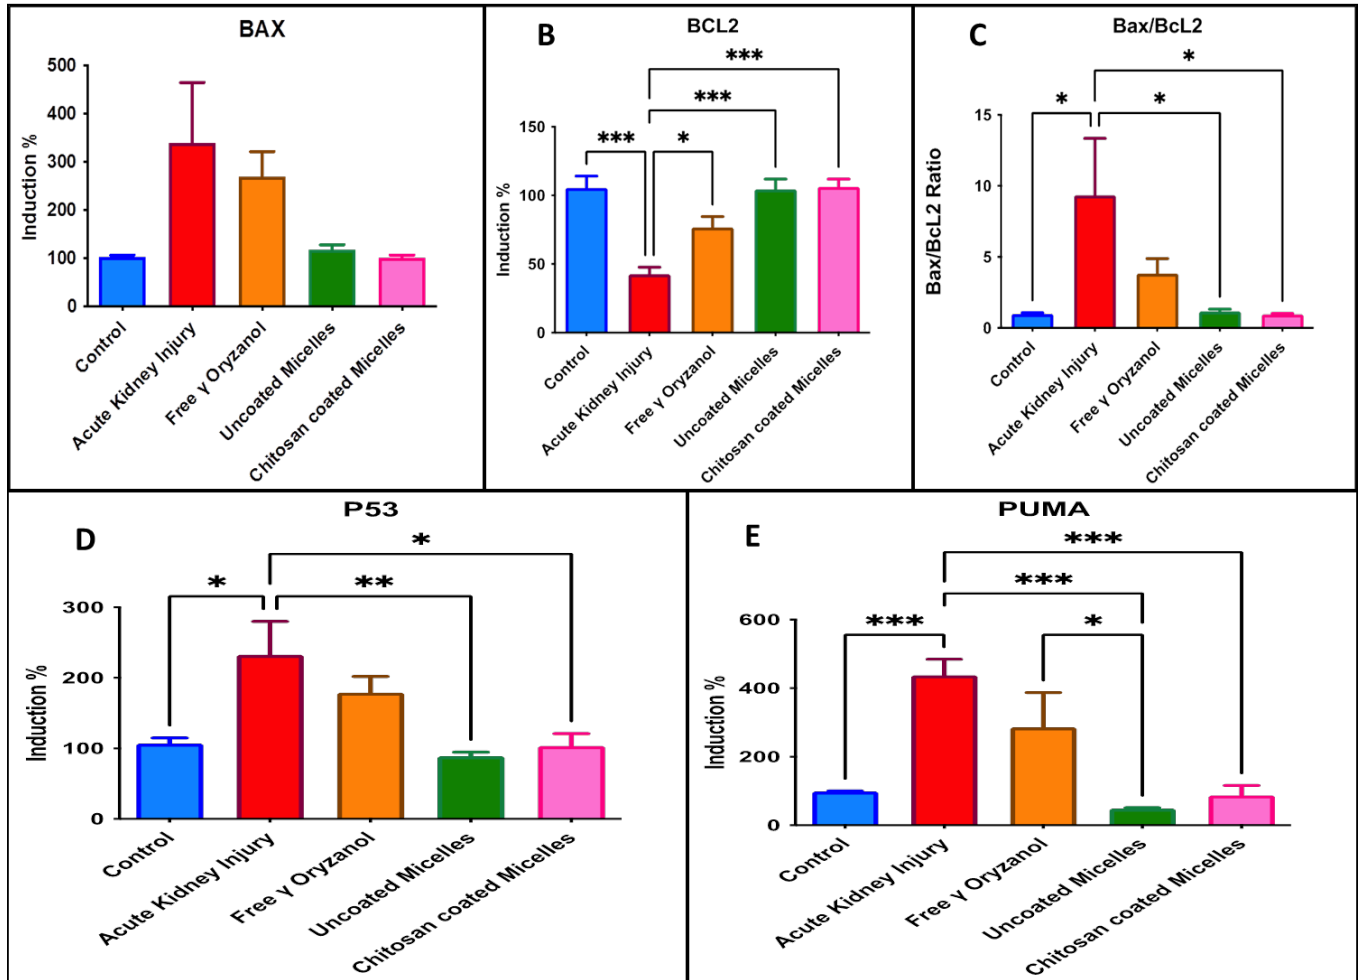 BAX
Induction %
500
400
300
200
100
0
Control
Acute Kidney Injury
Free γ Oryzanol
Uncoated Micelles
Chitosan coated Micelles
B
BCL2
***
***
***
*
Induction %
150
100
50
0
Control
Acute Kidney Injury
Free γ Oryzanol
Uncoated Micelles
Chitosan coated Micelles
C
Bax/BcL2
*
*
*
Bax/BcL2 Ratio
15
10
5
0
Control
Acute Kidney Injury
Free γ Oryzanol
Uncoated Micelles
Chitosan coated Micelles
D
P53
*
*
**
Induction %
300
200
100
0
Control
Acute Kidney Injury
Free γ Oryzanol
Uncoated Micelles
Chitosan coated Micelles
E
PUMA
***
***
***
*
Induction %
600
400
200
0
Control
Acute Kidney Injury
Free γ Oryzanol
Uncoated Micelles
Chitosan coated Micelles